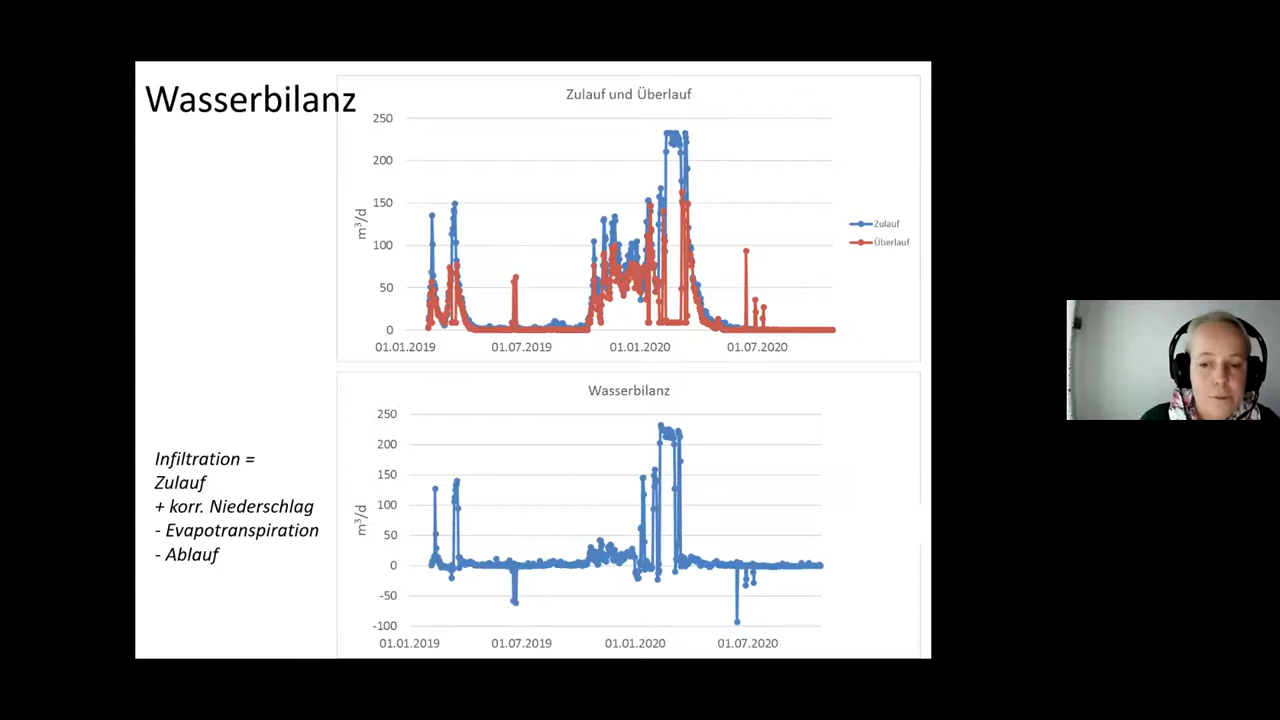 Wasserbilanz
Zulauf und Überlauf
250
200
150
100
50
0
m³/d
01.01.2019 01.07.2019 01.01.2020 01.07.2020
Zulauf
Überlauf
Wasserbilanz
250
200
150
100
50
0
-50
-100
m³/d
01.01.2019 01.07.2019 01.01.2020 01.07.2020
Infiltration =
Zulauf
+ korr. Niederschlag
- Evapotranspiration
- Ablauf